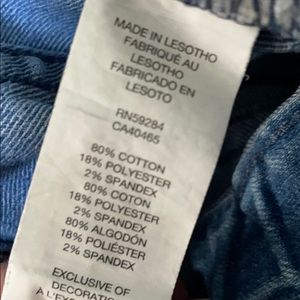 MADE IN LESOTHO
FABRIQUÉ AU
LESOTHO
FABRICADO EN
LESOTO
RN59284
CA40465
80% COTTON
18% POLYESTER
2% SPANDEX
80% COTON
18% POLYESTER
2% SPANDEX
80% ALGODÓN
18% POLIÉSTER
2% SPANDEX
EXCLUSIVE OF